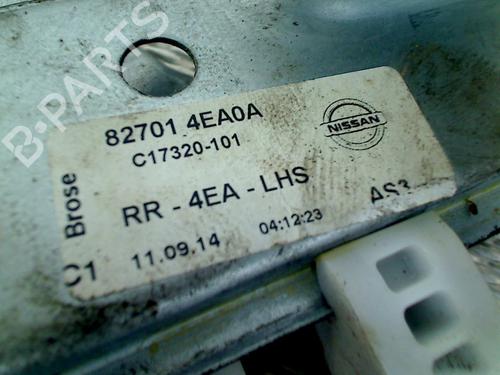 B-PARTS
82701 4EA0A
C17320-101
NISSAN
Brose
RR - 4EA - LHS
AS3
C1
11.09.14
04:12:23